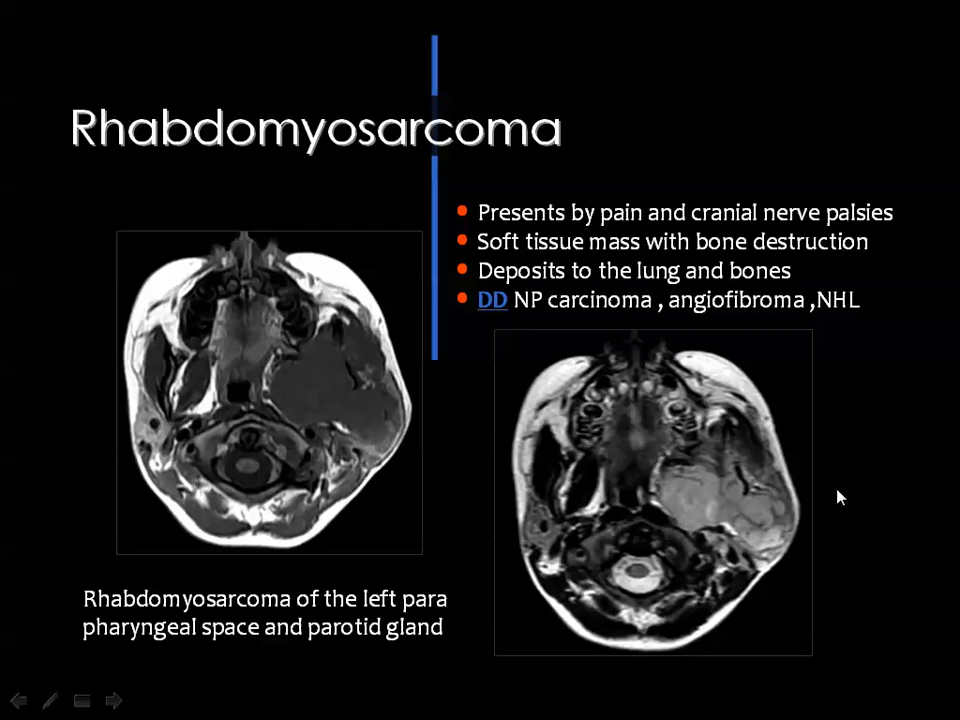 Rhabdomyosarcoma
Presents by pain and cranial nerve palsies
Soft tissue mass with bone destruction
Deposits to the lung and bones
DD NP carcinoma , angiofibroma ,NHL
Rhabdomyosarcoma of the left para
pharyngeal space and parotid gland